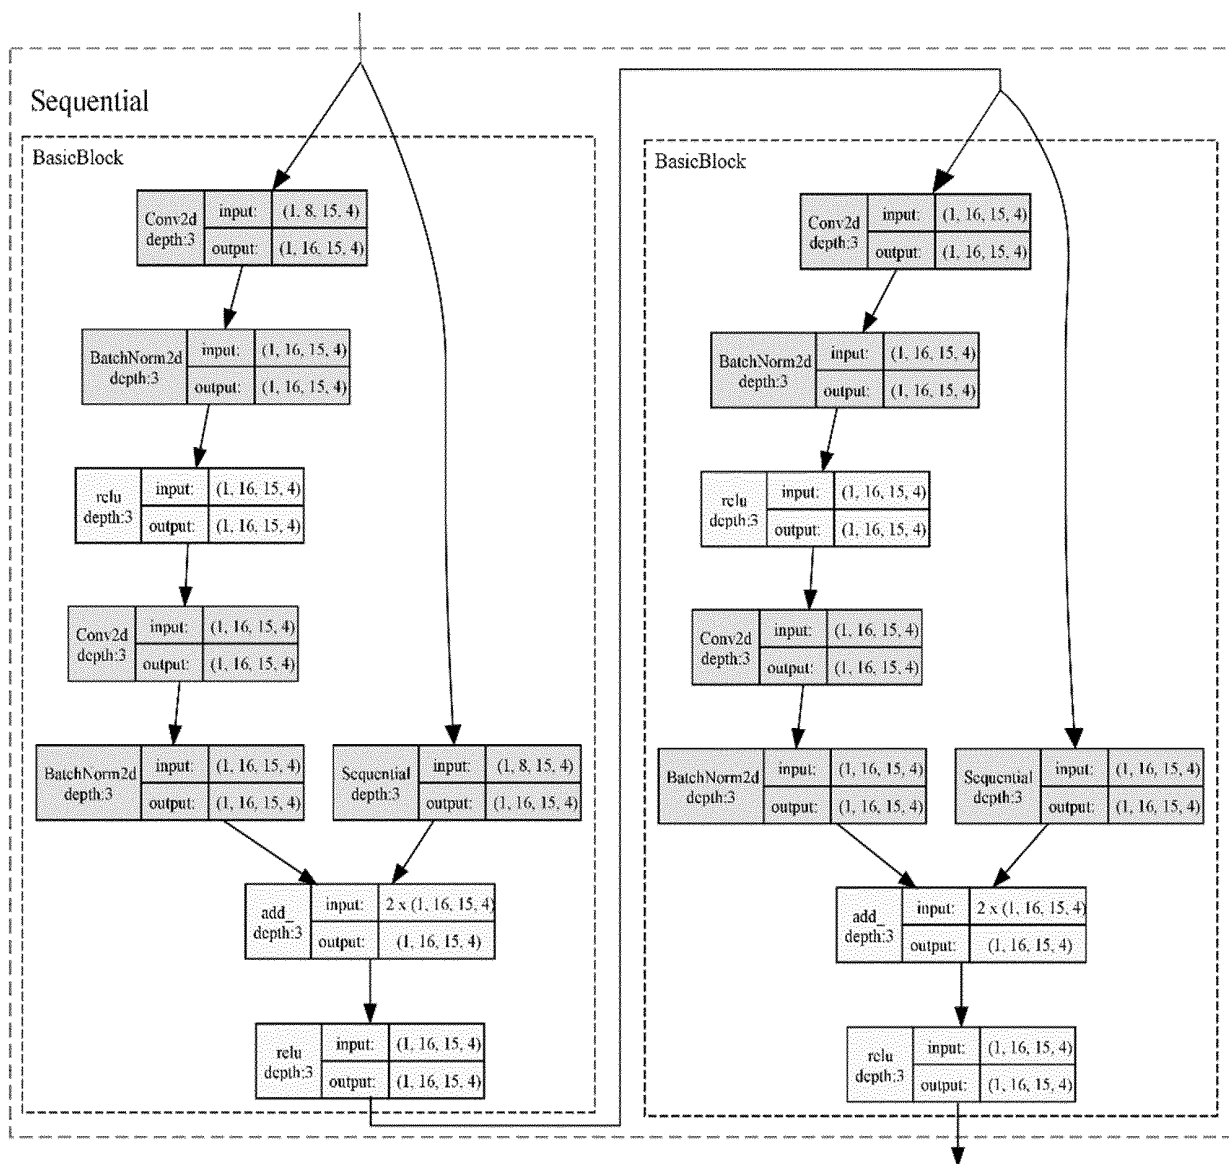 Sequential
BasicBlock
Conv2d
depth:3
input: (1, 8, 15, 4)
output: (1, 16, 15, 4)
BatchNorm2d
depth:3
input: (1, 16, 15, 4)
output: (1, 16, 15, 4)
relu
depth:3
input: (1, 16, 15, 4)
output: (1, 16, 15, 4)
Conv2d
depth:3
input: (1, 16, 15, 4)
output: (1, 16, 15, 4)
BatchNorm2d
depth:3
input: (1, 16, 15, 4)
output: (1, 16, 15, 4)
Sequential
depth:3
input: (1, 8, 15, 4)
output: (1, 16, 15, 4)
add_
depth:3
input: 2 x (1, 16, 15, 4)
output: (1, 16, 15, 4)
relu
depth:3
input: (1, 16, 15, 4)
output: (1, 16, 15, 4)
BasicBlock
Conv2d
depth:3
input: (1, 16, 15, 4)
output: (1, 16, 15, 4)
BatchNorm2d
depth:3
input: (1, 16, 15, 4)
output: (1, 16, 15, 4)
relu
depth:3
input: (1, 16, 15, 4)
output: (1, 16, 15, 4)
Conv2d
depth:3
input: (1, 16, 15, 4)
output: (1, 16, 15, 4)
BatchNorm2d
depth:3
input: (1, 16, 15, 4)
output: (1, 16, 15, 4)
Sequential
depth:3
input: (1, 16, 15, 4)
output: (1, 16, 15, 4)
add_
depth:3
input: 2 x (1, 16, 15, 4)
output: (1, 16, 15, 4)
relu
depth:3
input: (1, 16, 15, 4)
output: (1, 16, 15, 4)